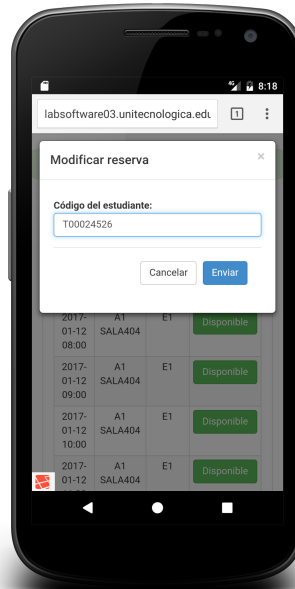 4G 8:18
labsoftware03.unitecnologica.edu
1
Modificar reserva ×
Código del estudiante:
T00024526
Cancelar Enviar
2017-
01-12
08:00
A1
SALA404
E1
Disponible
2017-
01-12
09:00
A1
SALA404
E1
Disponible
2017-
01-12
10:00
A1
SALA404
E1
Disponible
2017-
01-12
A1
SALA404
E1
Disponible